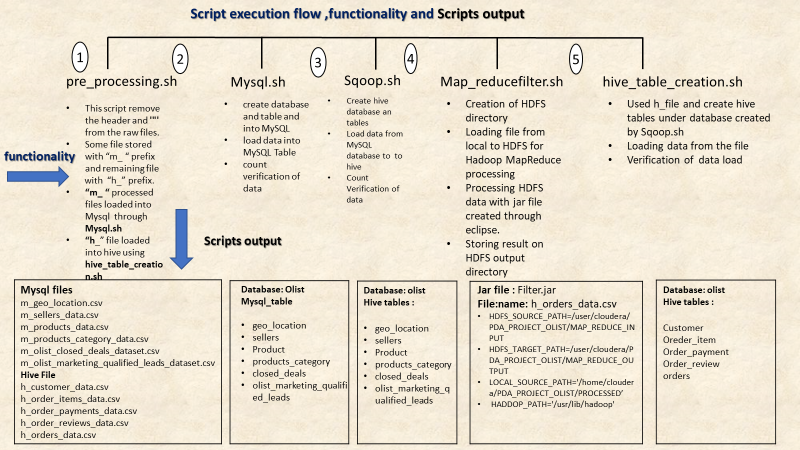 Script execution flow ,functionality and Scripts output
1
2
3
4
5
pre_processing.sh
Mysql.sh
Sqoop.sh
Map_reducefilter.sh
hive_table_creation.sh
functionality
• This script remove
the header and """
from the raw files.
• Some file stored
with "m_ " prefix
and remaining file
with "h_" prefix.
• "m_ " processed
files loaded into
Mysql through
Mysql.sh
• "h_" file loaded
into hive using
hive_table_creatio
n.sh
• create database
and table and
into MySQL
• load data into
MySQL Table
• count
verification of
data
• Create hive
database an
tables
• Load data from
MySQL
database to to
hive
• Count
Verification of
data
• Creation of HDFS
directory
• Loading file from
local to HDFS for
Hadoop MapReduce
processing
• Processing HDFS
data with jar file
created through
eclipse.
• Storing result on
HDFS output
directory
• Used h_file and create hive
tables under database created
by Sqoop.sh
• Loading data from the file
• Verification of data load
Scripts output
Mysql files
m_geo_location.csv
m_sellers_data.csv
m_products_data.csv
m_products_category_data.csv
m_olist_closed_deals_dataset.csv
m_olist_marketing_qualified_leads_dataset.csv
Hive File
h_customer_data.csv
h_order_items_data.csv
h_order_payments_data.csv
h_order_reviews_data.csv
h_orders_data.csv
Database: Olist
Mysql_table
• geo_location
• sellers
• Product
• products_category
• closed_deals
• olist_marketing_qualifi
ed_leads
Database: olist
Hive tables :
• geo_location
• sellers
• Product
• products_category
• closed_deals
• olist_marketing_q
ualified_leads
Jar file : Filter.jar
File:name: h_orders_data.csv
• HDFS_SOURCE_PATH=/user/cloudera/
PDA_PROJECT_OLIST/MAP_REDUCE_IN
PUT
• HDFS_TARGET_PATH=/user/cloudera/P
DA_PROJECT_OLIST/MAP_REDUCE_OU
TPUT
• LOCAL_SOURCE_PATH='/home/clouder
a/PDA_PROJECT_OLIST/PROCESSED'
• HADDOP_PATH='/usr/lib/hadoop'
Database: olist
Hive tables :
Customer
Oreder_item
Order_payment
Order_review
orders